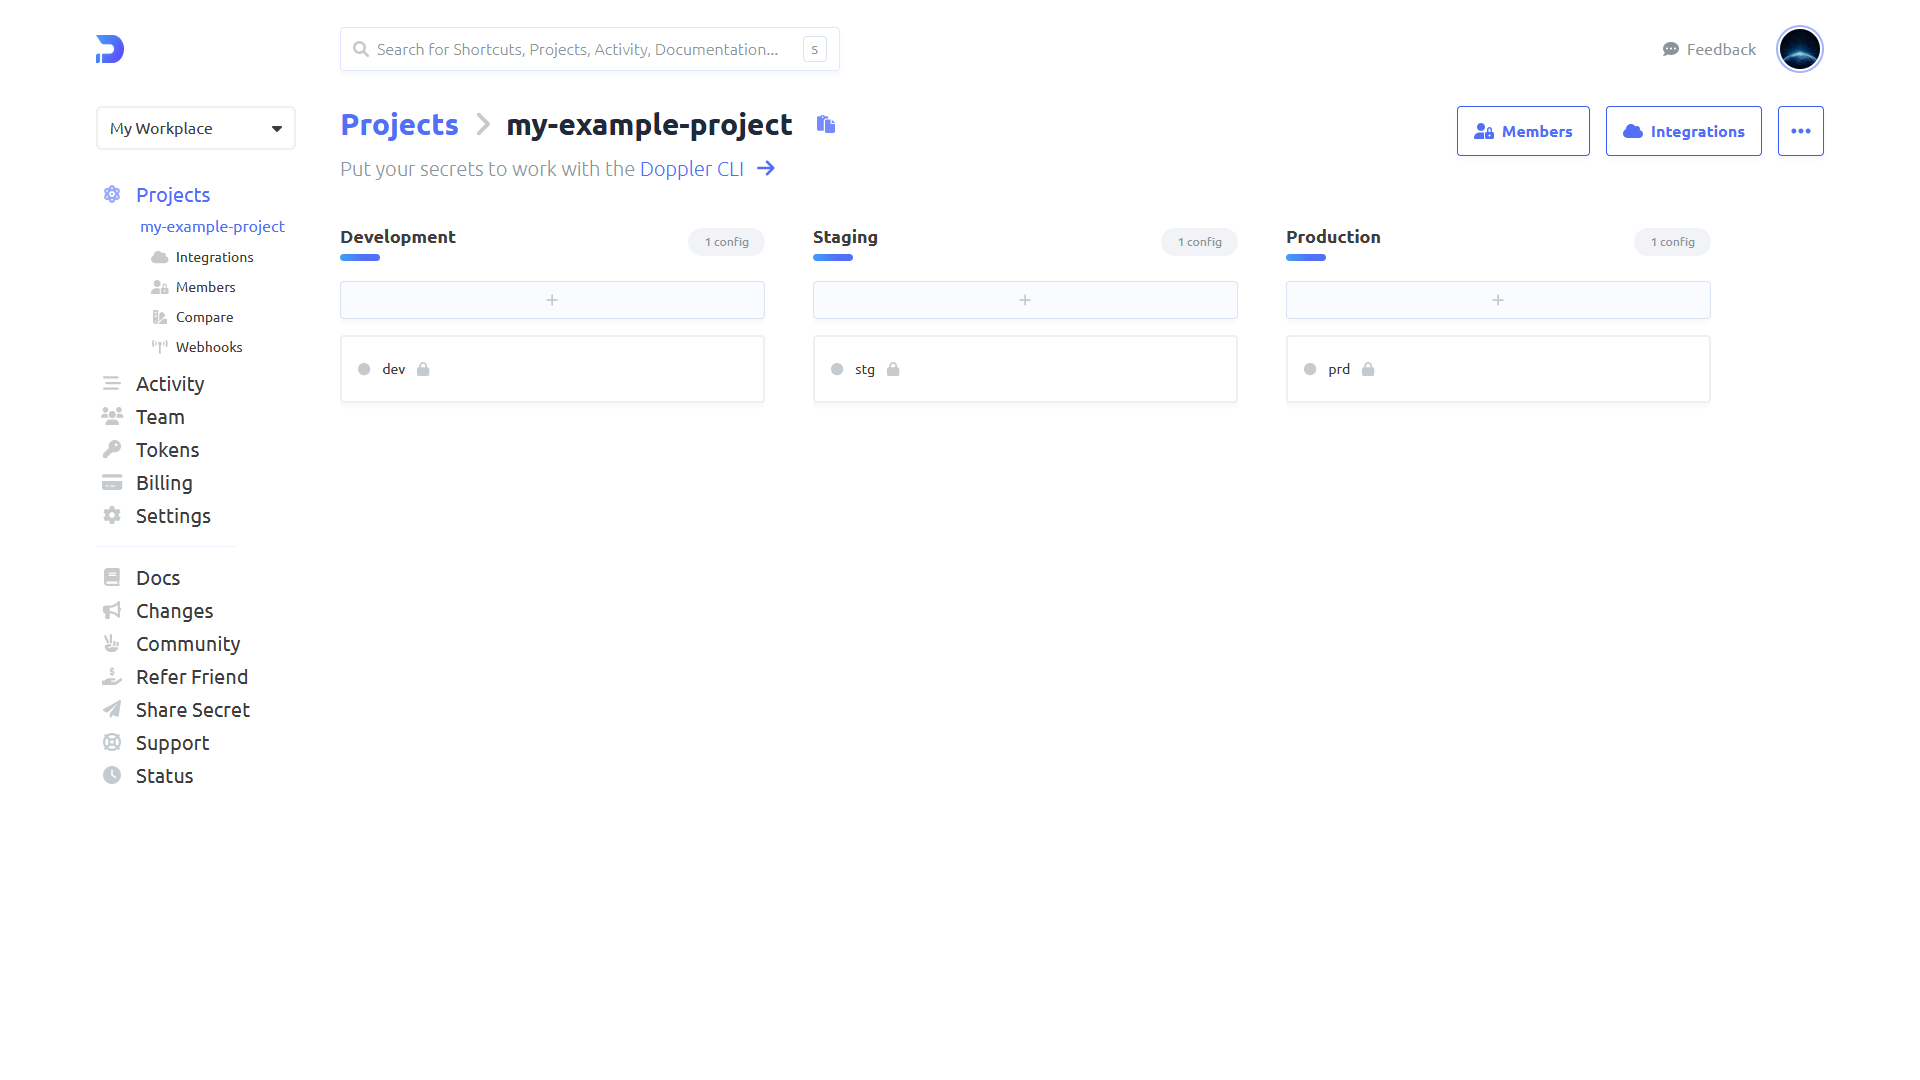 Search for Shortcuts, Projects, Activity, Documentation... S
Feedback
My Workplace
Projects
my-example-project
Integrations
Members
Compare
Webhooks
Activity
Team
Tokens
Billing
Settings
Docs
Changes
Community
Refer Friend
Share Secret
Support
Status
Projects my-example-project
Put your secrets to work with the Doppler CLI
Members
Integrations
Development 1 config
+
dev
Staging 1 config
+
stg
Production 1 config
+
prd